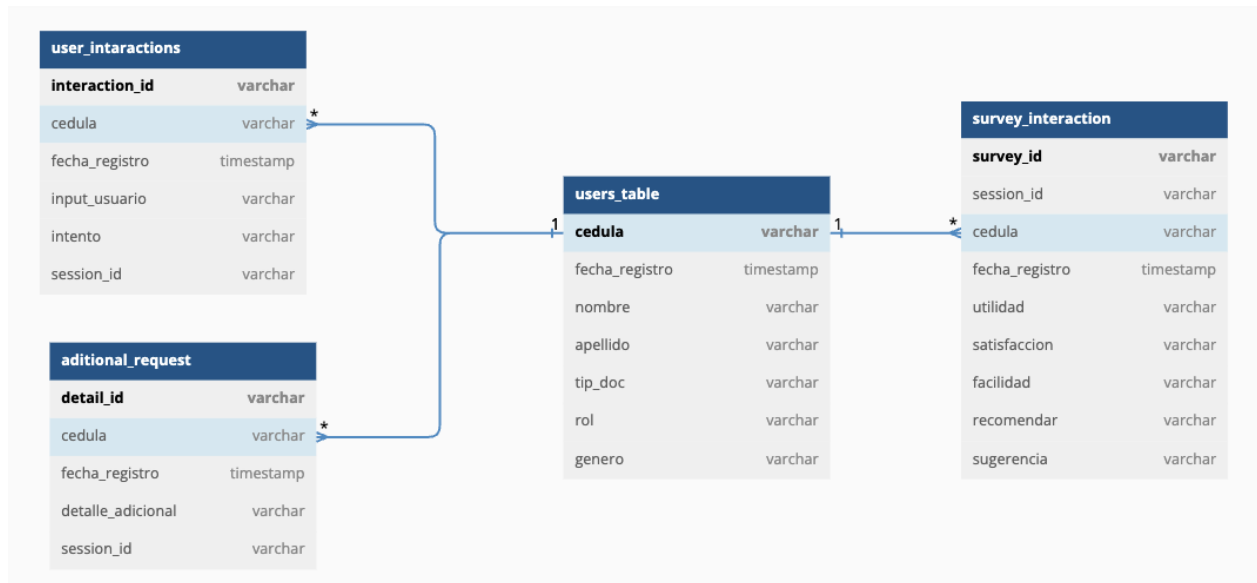 user_intaractions
interaction_id varchar
cedula varchar
fecha_registro timestamp
input_usuario varchar
intento varchar
session_id varchar
*
aditional_request
detail_id varchar
cedula varchar
fecha_registro timestamp
detalle_adicional varchar
session_id varchar
*
1
users_table
cedula varchar
fecha_registro timestamp
nombre varchar
apellido varchar
tip_doc varchar
rol varchar
genero varchar
1
*
survey_interaction
survey_id varchar
session_id varchar
cedula varchar
fecha_registro timestamp
utilidad varchar
satisfaccion varchar
facilidad varchar
recomendar varchar
sugerencia varchar